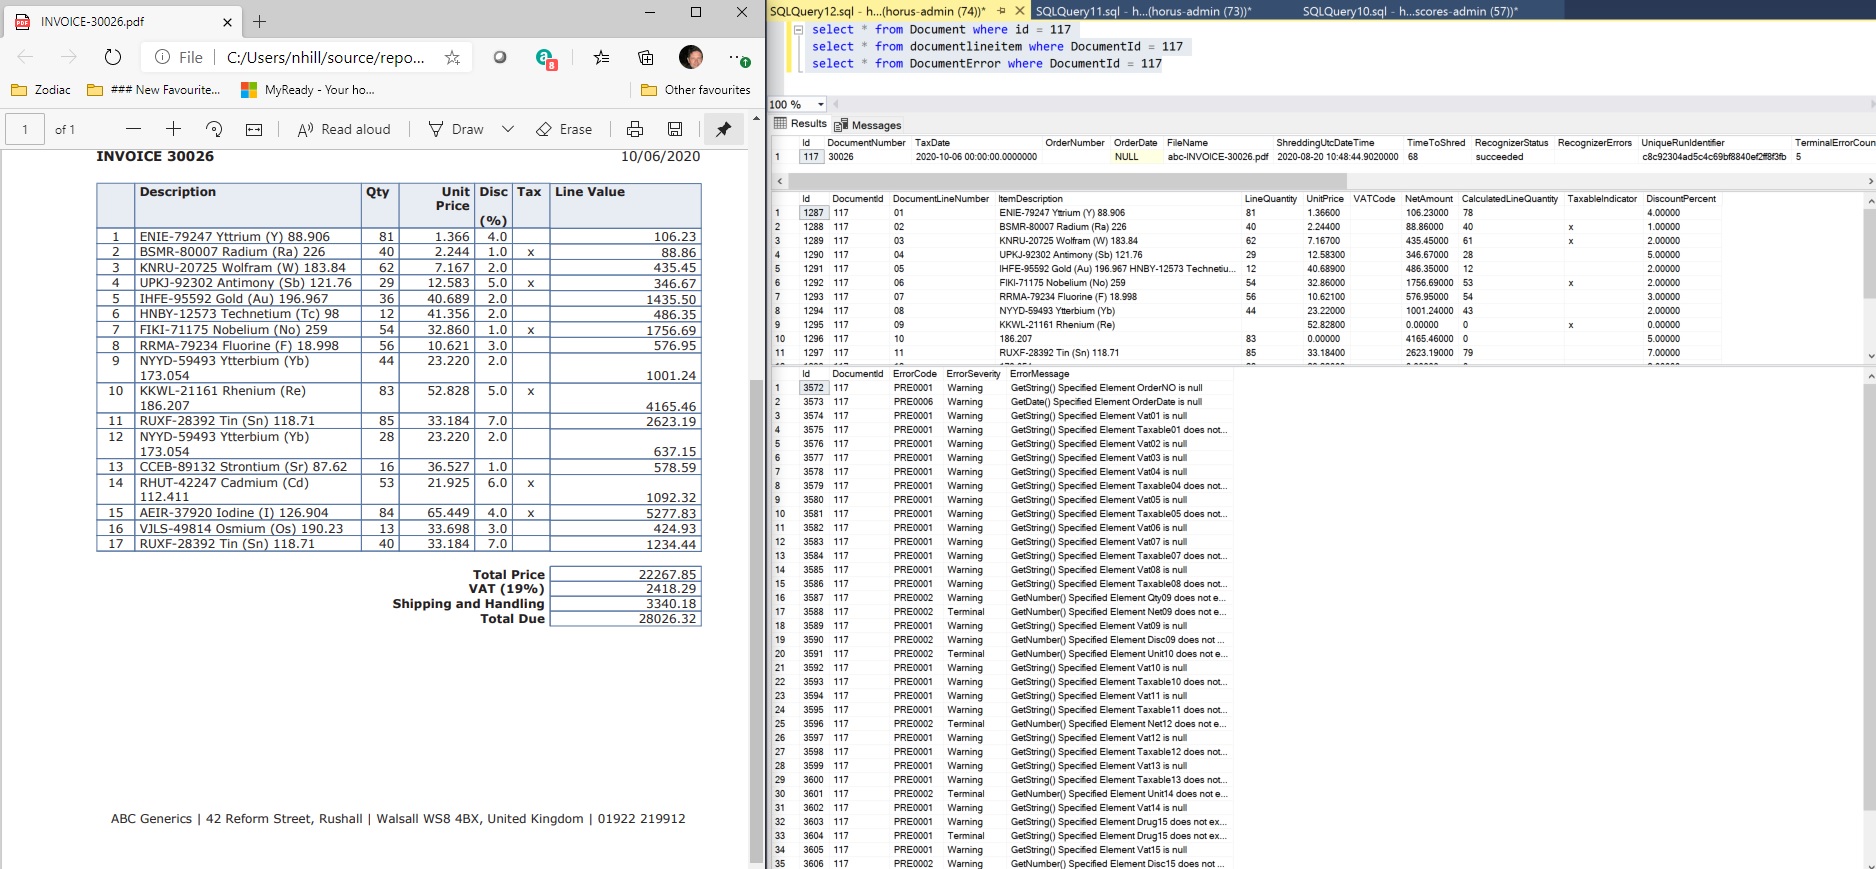 INVOICE-30026.pdf
File C:/Users/nhill/source/repo...
8
Zodiac ### New Favourite... MyReady - Your ho... Other favourites
1 of 1 Read aloud Draw Erase
INVOICE 30026 10/06/2020
Description Qty Unit Price Disc (%) Tax Line Value
1 ENIE-79247 Yttrium (Y) 88.906 81 1.366 4.0 106.23
2 BSMR-80007 Radium (Ra) 226 40 2.244 1.0 x 88.86
3 KNRU-20725 Wolfram (W) 183.84 62 7.167 2.0 435.45
4 UPKJ-92302 Antimony (Sb) 121.76 29 12.583 5.0 x 346.67
5 IHFE-95592 Gold (Au) 196.967 36 40.689 2.0 1435.50
6 HNBY-12573 Technetium (Tc) 98 12 41.356 2.0 486.35
7 FIKI-71175 Nobelium (No) 259 54 32.860 1.0 x 1756.69
8 RRMA-79234 Fluorine (F) 18.998 56 10.621 3.0 576.95
9 NYYD-59493 Ytterbium (Yb) 44 23.220 2.0
173.054 1001.24
10 KKWL-21161 Rhenium (Re) 83 52.828 5.0 x
186.207 4165.46
11 RUXF-28392 Tin (Sn) 118.71 85 33.184 7.0 2623.19
12 NYYD-59493 Ytterbium (Yb) 28 23.220 2.0
173.054 637.15
13 CCEB-89132 Strontium (Sr) 87.62 16 36.527 1.0 578.59
14 RHUT-42247 Cadmium (Cd) 53 21.925 6.0 x
112.411 1092.32
15 AEIR-37920 Iodine (I) 126.904 84 65.449 4.0 x 5277.83
16 VJLS-49814 Osmium (Os) 190.23 13 33.698 3.0 424.93
17 RUXF-28392 Tin (Sn) 118.71 40 33.184 7.0 1234.44
Total Price 22267.85
VAT (19%) 2418.29
Shipping and Handling 3340.18
Total Due 28026.32
ABC Generics | 42 Reform Street, Rushall | Walsall WS8 4BX, United Kingdom | 01922 219912
SQLQuery12.sql - h...(horus-admin (74))* SQLQuery11.sql - h...(horus-admin (73))* SQLQuery10.sql - h...scores-admin (57))*
select * from Document where id = 117
select * from documentlineitem where DocumentId = 117
select * from DocumentError where DocumentId = 117
100 %
Results Messages
Id DocumentNumber TaxDate OrderNumber OrderDate FileName ShreddingUtcDateTime TimeToShred RecognizerStatus RecognizerErrors UniqueRunIdentifier TerminalErrorCoun
1 117 30026 2020-10-06 00:00:00.0000000 NULL abc-INVOICE-30026.pdf 2020-08-20 10:48:44.9020000 68 succeeded c8c92304ad5c4c69bf8840ef2ff8f3fb 5
Id DocumentId DocumentLineNumber ItemDescription LineQuantity UnitPrice VATCode NetAmount CalculatedLineQuantity TaxableIndicator DiscountPercent
1 1287 117 01 ENIE-79247 Yttrium (Y) 88.906 81 1.36600 106.23000 78 4.00000
2 1288 117 02 BSMR-80007 Radium (Ra) 226 40 2.24400 88.86000 40 x 1.00000
3 1289 117 03 KNRU-20725 Wolfram (W) 183.84 62 7.16700 435.45000 61 x 2.00000
4 1290 117 04 UPKJ-92302 Antimony (Sb) 121.76 29 12.58300 346.67000 28 5.00000
5 1291 117 05 IHFE-95592 Gold (Au) 196.967 HNBY-12573 Technetiu... 12 40.68900 486.35000 12 2.00000
6 1292 117 06 FIKI-71175 Nobelium (No) 259 54 32.86000 1756.69000 53 x 2.00000
7 1293 117 07 RRMA-79234 Fluorine (F) 18.998 56 10.62100 576.95000 54 3.00000
8 1294 117 08 NYYD-59493 Ytterbium (Yb) 44 23.22000 1001.24000 43 2.00000
9 1295 117 09 KKWL-21161 Rhenium (Re) 52.82800 0.00000 0 x 0.00000
10 1296 117 10 186.207 83 0.00000 4165.46000 0 5.00000
11 1297 117 11 RUXF-28392 Tin (Sn) 118.71 85 33.18400 2623.19000 79 7.00000
Id DocumentId ErrorCode ErrorSeverity ErrorMessage
1 3572 117 PRE0001 Warning GetString() Specified Element OrderNO is null
2 3573 117 PRE0006 Warning GetDate() Specified Element OrderDate is null
3 3574 117 PRE0001 Warning GetString() Specified Element Vat01 is null
4 3575 117 PRE0001 Warning GetString() Specified Element Taxable01 does not...
5 3576 117 PRE0001 Warning GetString() Specified Element Vat02 is null
6 3577 117 PRE0001 Warning GetString() Specified Element Vat03 is null
7 3578 117 PRE0001 Warning GetString() Specified Element Vat04 is null
8 3579 117 PRE0001 Warning GetString() Specified Element Taxable04 does not...
9 3580 117 PRE0001 Warning GetString() Specified Element Vat05 is null
10 3581 117 PRE0001 Warning GetString() Specified Element Taxable05 does not...
11 3582 117 PRE0001 Warning GetString() Specified Element Vat06 is null
12 3583 117 PRE0001 Warning GetString() Specified Element Vat07 is null
13 3584 117 PRE0001 Warning GetString() Specified Element Taxable07 does not...
14 3585 117 PRE0001 Warning GetString() Specified Element Vat08 is null
15 3586 117 PRE0001 Warning GetString() Specified Element Taxable08 does not...
16 3587 117 PRE0002 Warning GetNumber() Specified Element Qty09 does not e...
17 3588 117 PRE0002 Terminal GetNumber() Specified Element Net09 does not e...
18 3589 117 PRE0001 Warning GetString() Specified Element Vat09 is null
19 3590 117 PRE0002 Warning GetNumber() Specified Element Disc09 does not ...
20 3591 117 PRE0002 Terminal GetNumber() Specified Element Unit10 does not e...
21 3592 117 PRE0001 Warning GetString() Specified Element Vat10 is null
22 3593 117 PRE0001 Warning GetString() Specified Element Taxable10 does not...
23 3594 117 PRE0001 Warning GetString() Specified Element Vat11 is null
24 3595 117 PRE0001 Warning GetString() Specified Element Taxable11 does not...
25 3596 117 PRE0002 Terminal GetNumber() Specified Element Net12 does not e...
26 3597 117 PRE0001 Warning GetString() Specified Element Vat12 is null
27 3598 117 PRE0001 Warning GetString() Specified Element Taxable12 does not...
28 3599 117 PRE0001 Warning GetString() Specified Element Vat13 is null
29 3600 117 PRE0001 Warning GetString() Specified Element Taxable13 does not...
30 3601 117 PRE0002 Terminal GetNumber() Specified Element Unit14 does not e...
31 3602 117 PRE0001 Warning GetString() Specified Element Vat14 is null
32 3603 117 PRE0001 Warning GetString() Specified Element Drug15 does not ex...
33 3604 117 PRE0001 Terminal GetString() Specified Element Drug15 does not ex...
34 3605 117 PRE0001 Warning GetString() Specified Element Vat15 is null
35 3606 117 PRE0002 Warning GetNumber() Specified Element Disc15 does not ...